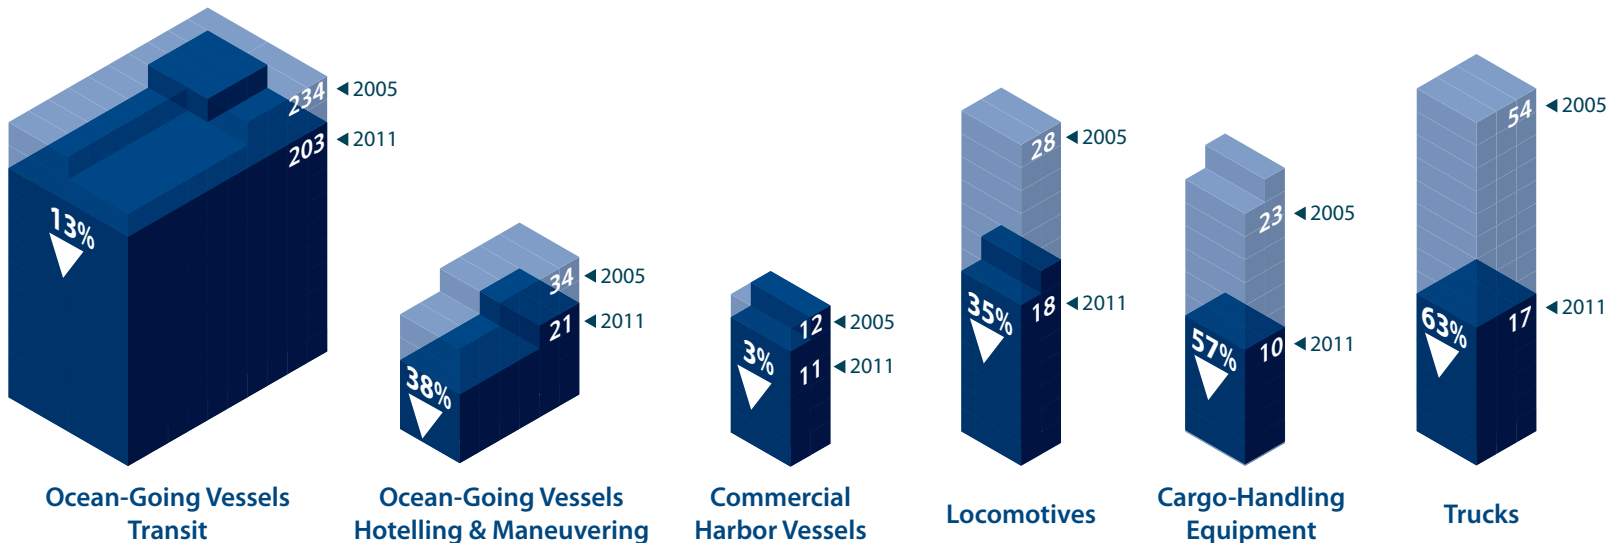 234 ◄ 2005
203 ◄ 2011
13%
Ocean-Going Vessels
Transit
34 ◄ 2005
21 ◄ 2011
38%
Ocean-Going Vessels
Hotelling & Maneuvering
12 ◄ 2005
11 ◄ 2011
3%
Commercial
Harbor Vessels
28 ◄ 2005
18 ◄ 2011
35%
Locomotives
23 ◄ 2005
10 ◄ 2011
57%
Cargo-Handling
Equipment
54 ◄ 2005
17 ◄ 2011
63%
Trucks